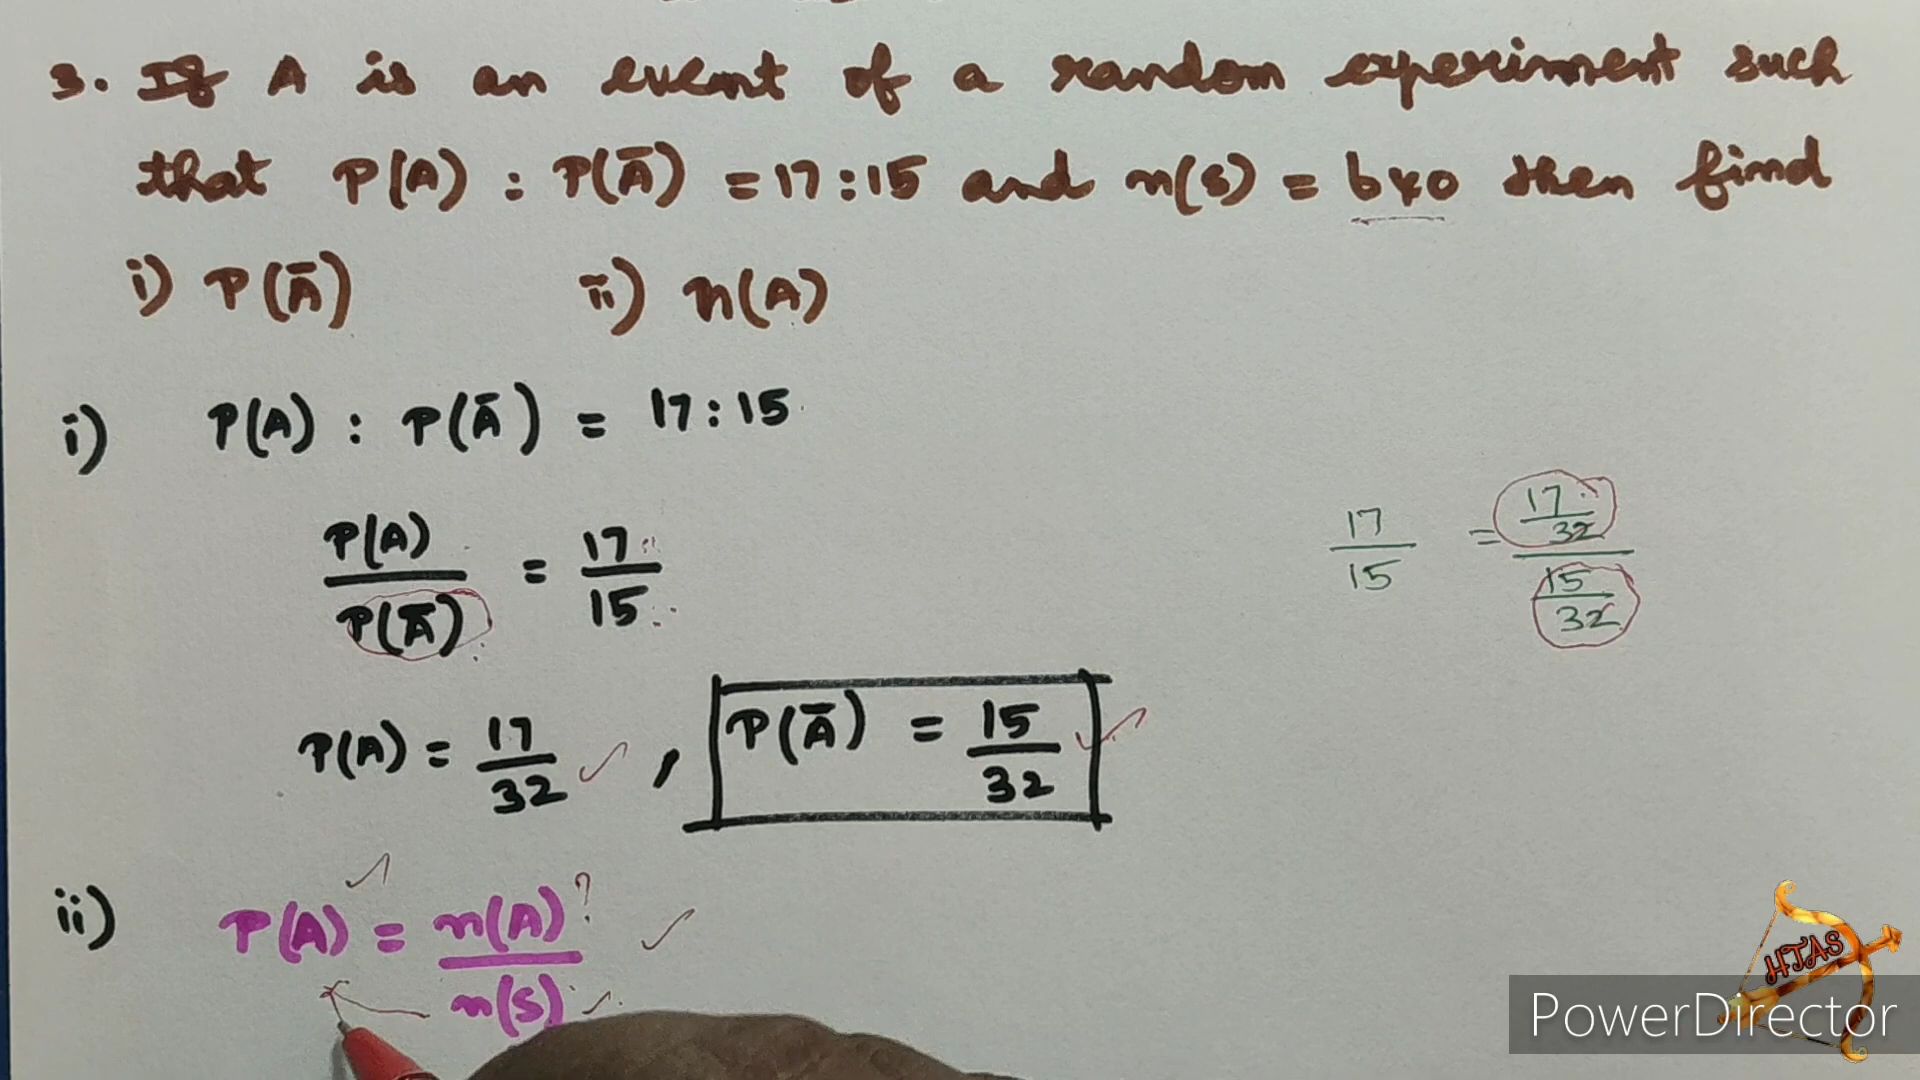 3. If A is an event of a random experiment such
that P(A) : P(Ā) = 17:15 and n(s) = 640 then find
i) P(Ā) ii) n(A)
i) P(A) : P(Ā) = 17:15
P(A)/P(Ā) = 17/15
17/15 = (17/32)/(15/32)
P(A) = 17/32 ✓, P(Ā) = 15/32 ✓
ii) P(A) = n(A)?/n(S) ✓
HTAS
PowerDirector